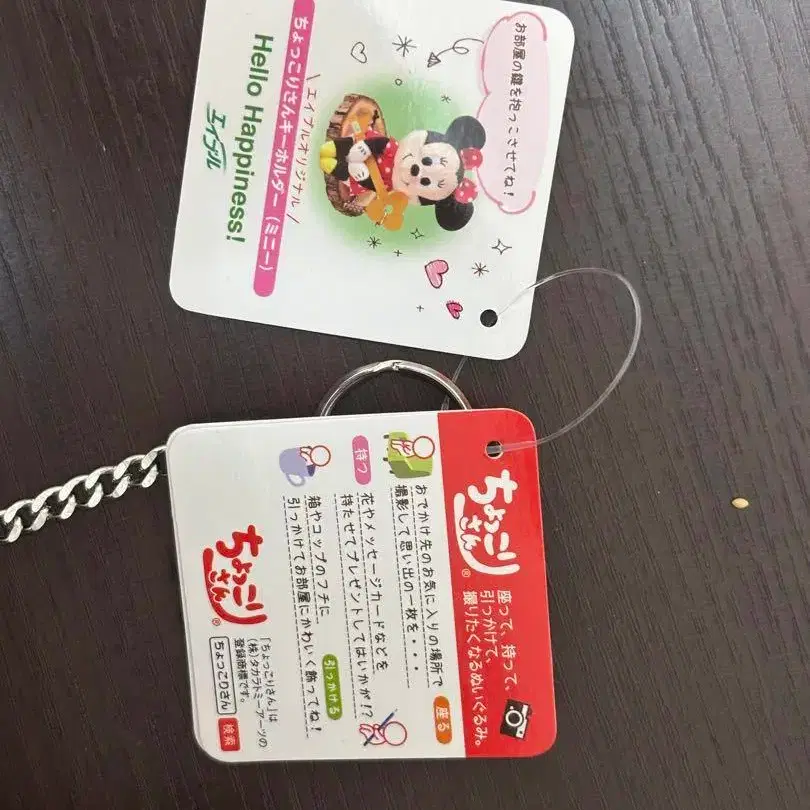 お部屋の鍵を抱っこさせてね!
\エイブルオリジナル/
ちょっこりさんキーホルダー(ミニー)
Hello Happiness!
エイブル
ちょっこりさん®
座って、持って、
引っかけて、
撮りたくなるぬいぐるみ。
座る
おでかけ先のお気に入りの場所で
撮影して思い出の一枚を・・・
持つ
花やメッセージカードなどを
持たせてプレゼントしてはいかが!?
引っかける
箱やコップのフチに
引っかけてお部屋にかわいく飾ってね!
ちょっこりさん®
「ちょっこりさん」は
(株)タカラトミーアーツの
登録商標です。
ちょっこりさん 検索